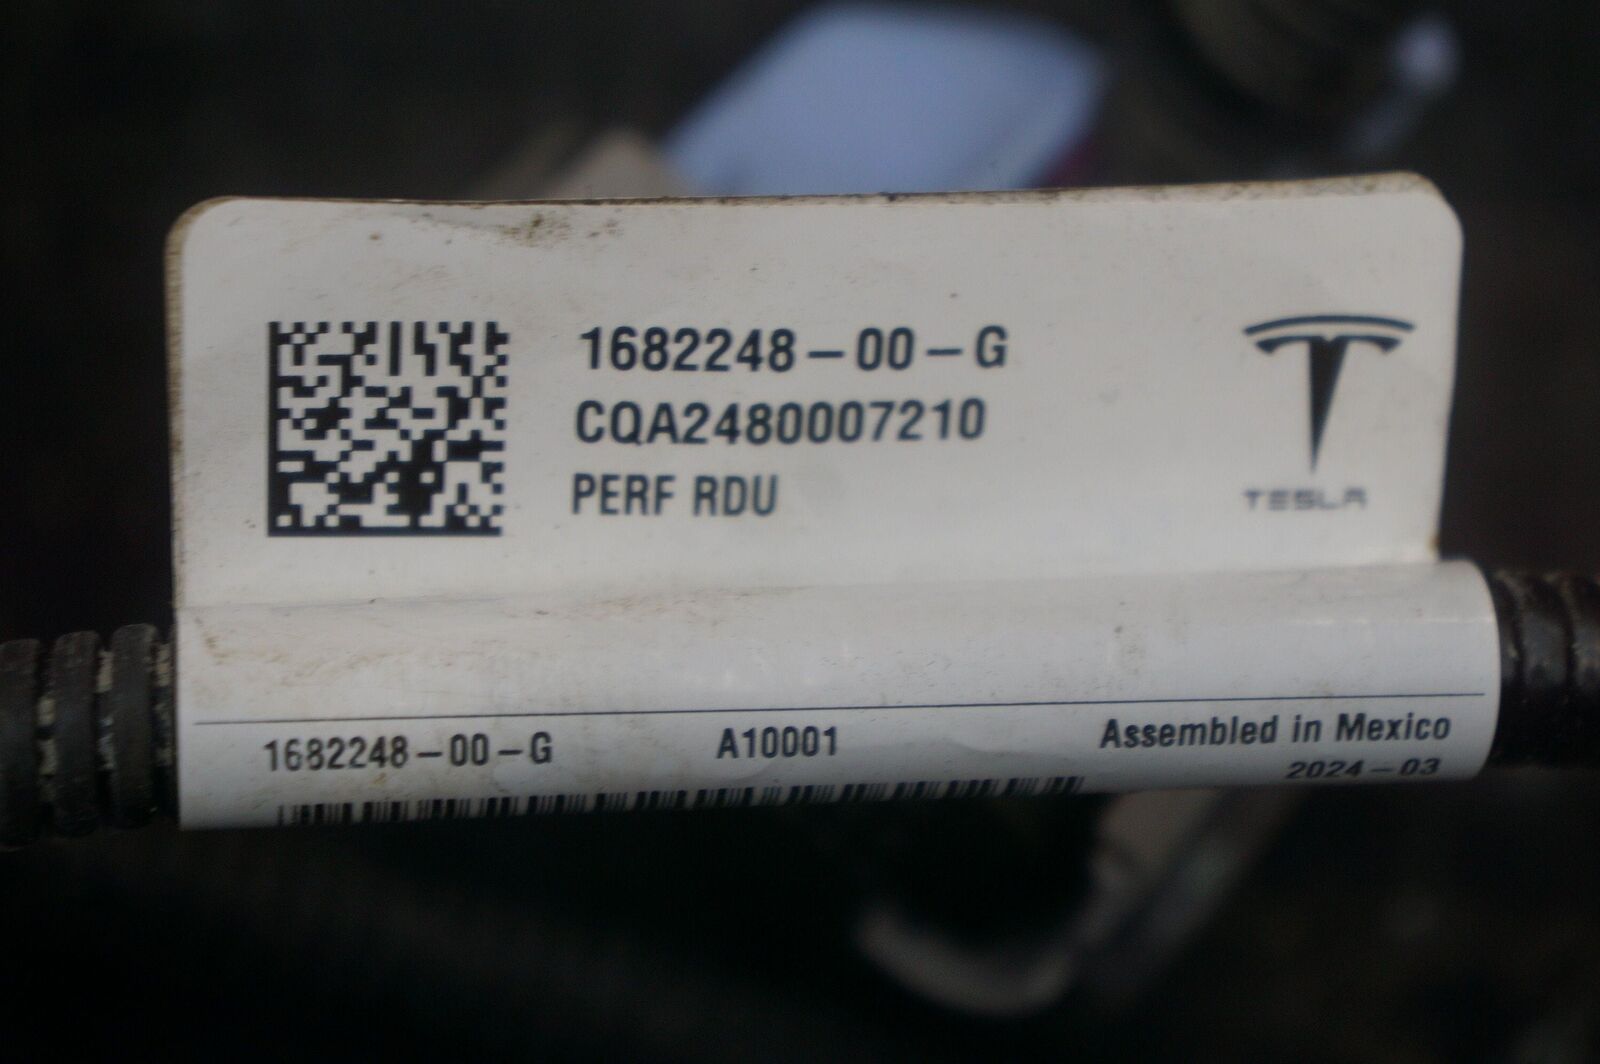 1682248-00-G
CQA2480007210
PERF RDU
TESLA
1682248-00-G A10001 Assembled in Mexico
2024-03